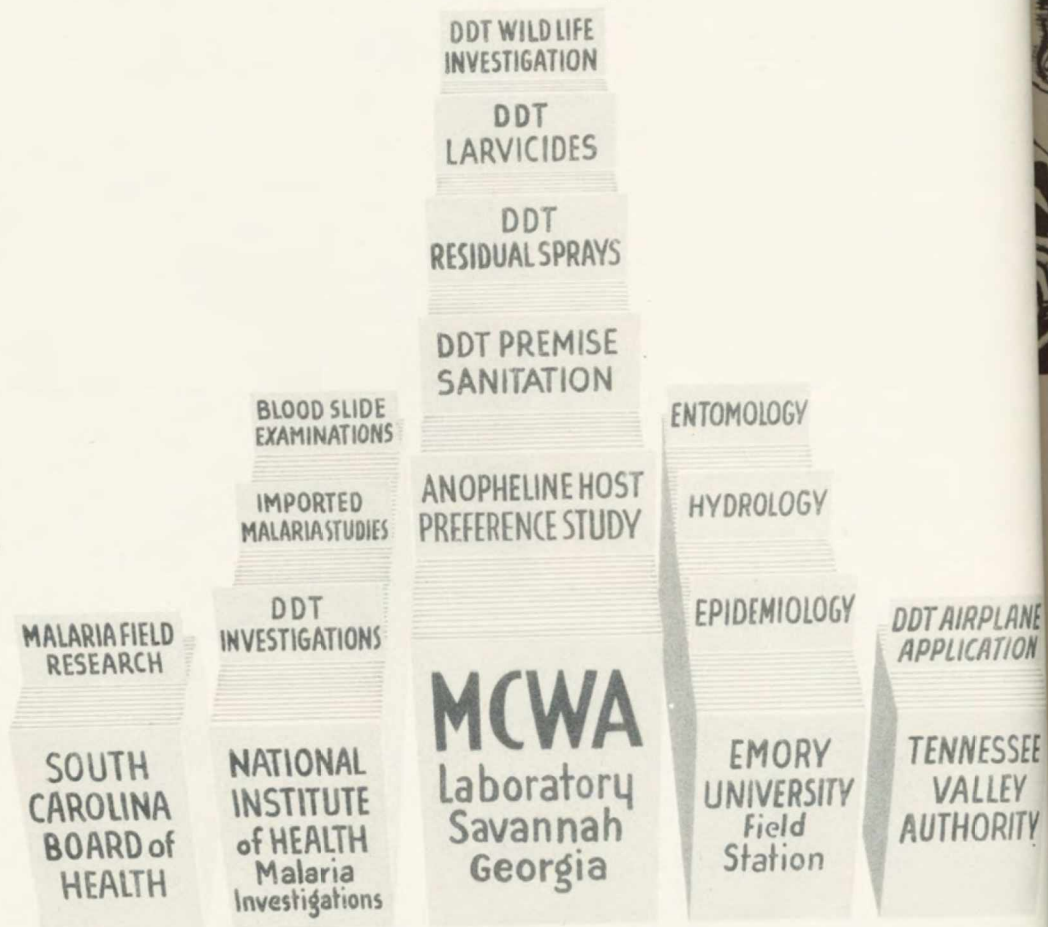 MALARIA FIELD
RESEARCH
SOUTH
CAROLINA
BOARD of
HEALTH
BLOOD SLIDE
EXAMINATIONS
IMPORTED
MALARIA STUDIES
DDT
INVESTIGATIONS
NATIONAL
INSTITUTE
of HEALTH
Malaria
Investigations
DDT WILD LIFE
INVESTIGATION
DDT
LARVICIDES
DDT
RESIDUAL SPRAYS
DDT PREMISE
SANITATION
ANOPHELINE HOST
PREFERENCE STUDY
MCWA
Laboratory
Savannah
Georgia
ENTOMOLOGY
HYDROLOGY
EPIDEMIOLOGY
EMORY
UNIVERSITY
Field
Station
DDT AIRPLANE
APPLICATION
TENNESSEE
VALLEY
AUTHORITY